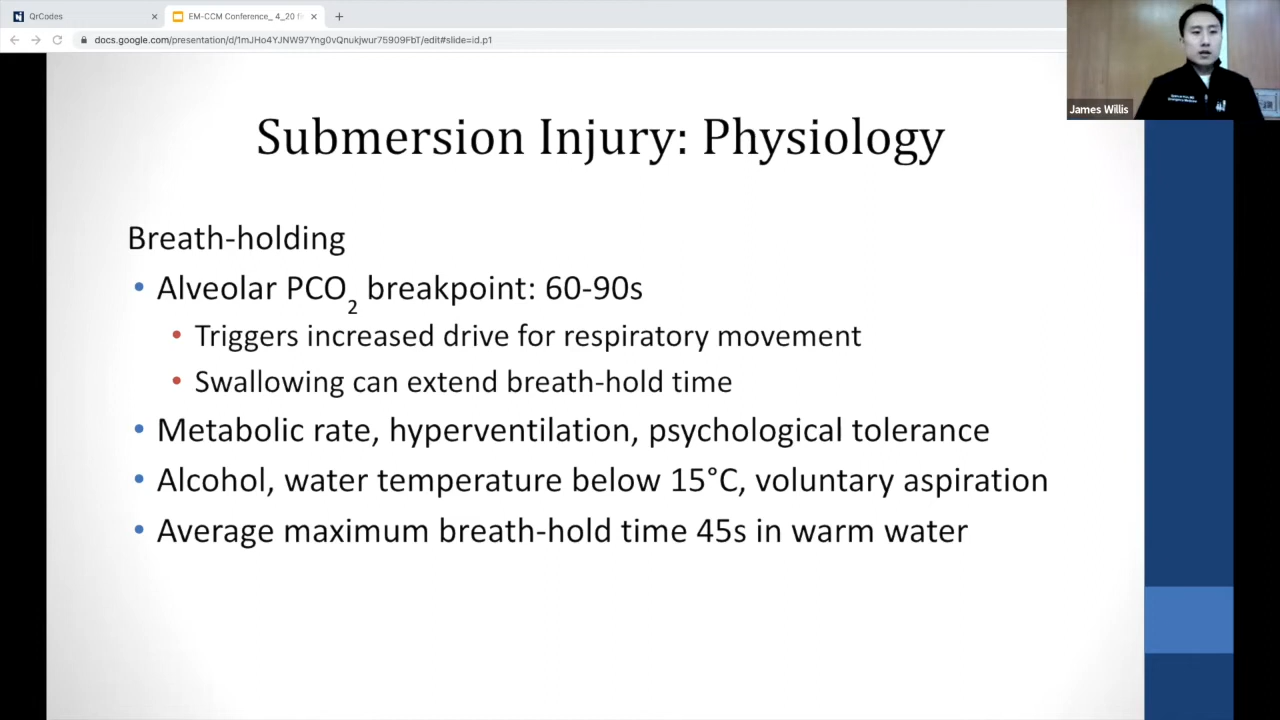 QrCodes
EM-CCM Conference_ 4_20 fi
docs.google.com/presentation/d/1mJHo4YJNW97Yng0vQnukjwur75909FbT/edit#slide=id.p1
James Willis
Submersion Injury: Physiology
Breath-holding
• Alveolar PCO2 breakpoint: 60-90s
• Triggers increased drive for respiratory movement
• Swallowing can extend breath-hold time
• Metabolic rate, hyperventilation, psychological tolerance
• Alcohol, water temperature below 15°C, voluntary aspiration
• Average maximum breath-hold time 45s in warm water